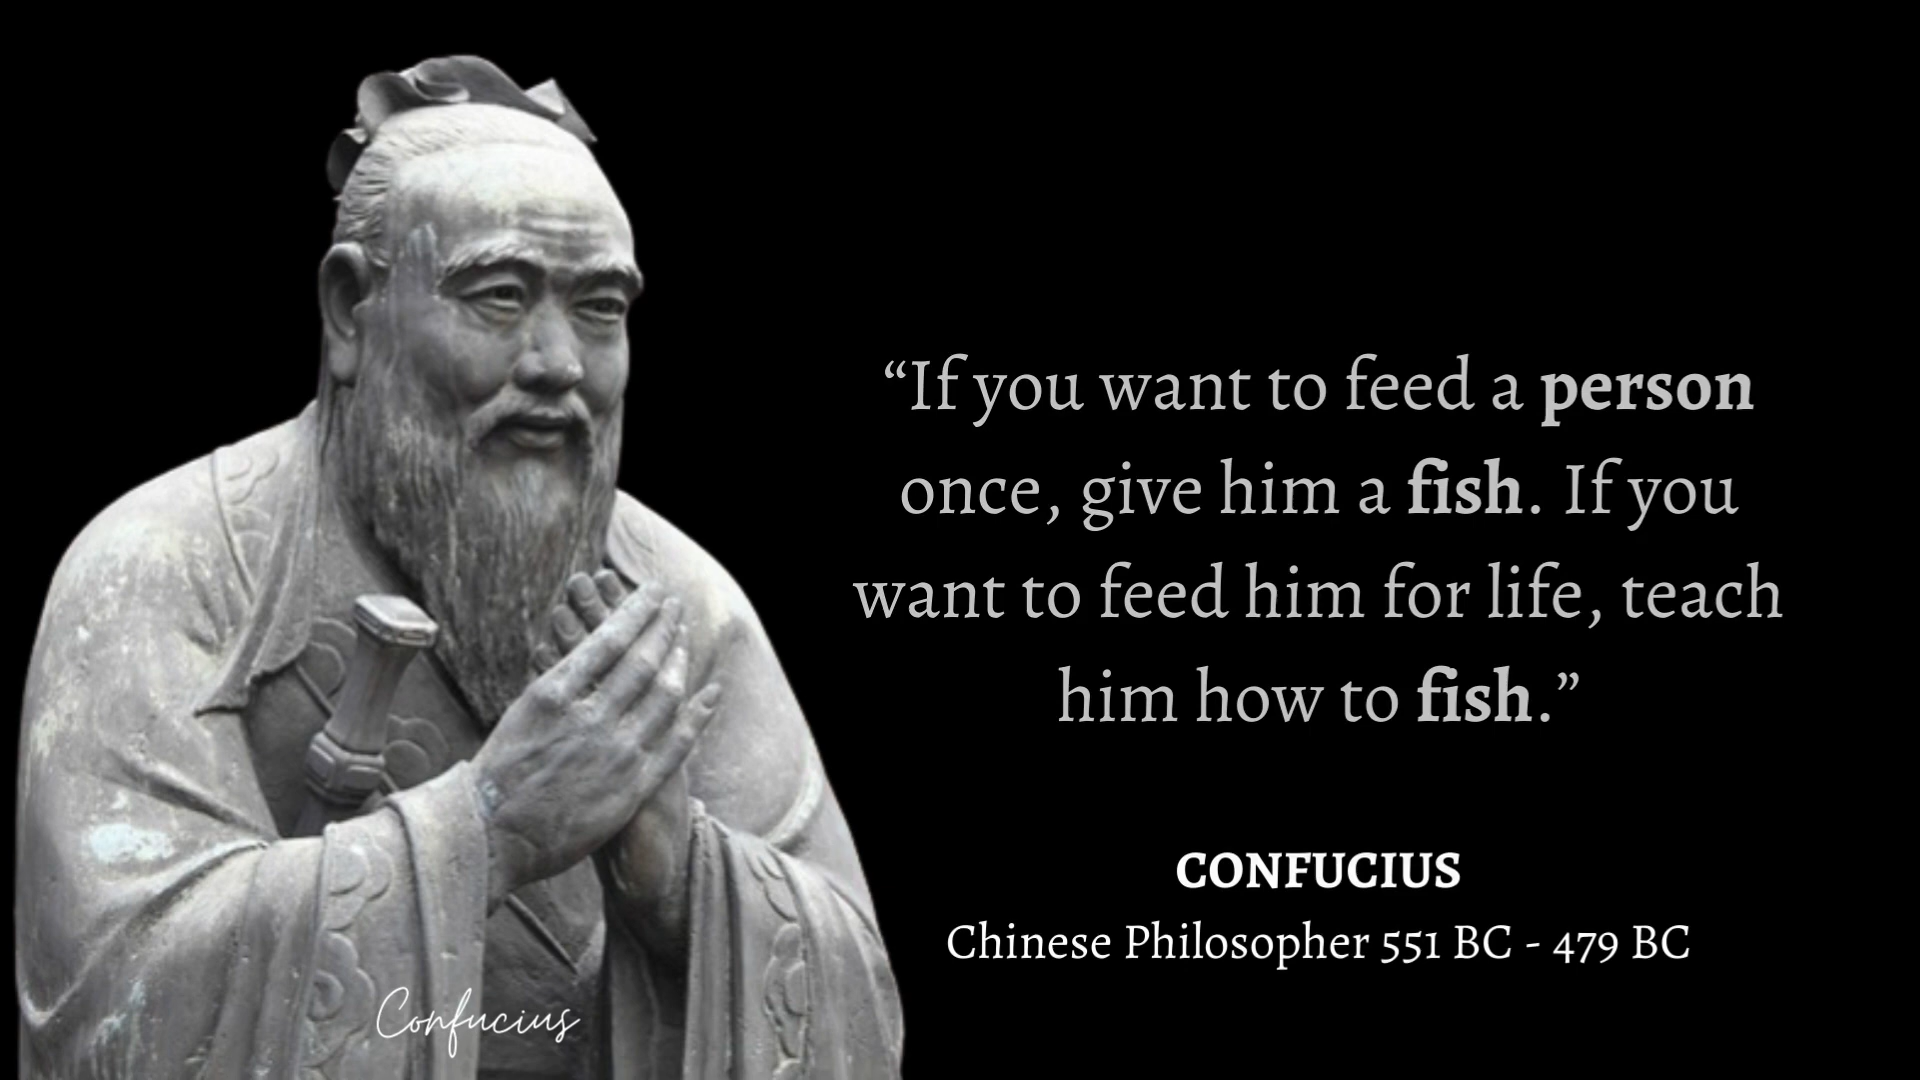 “If you want to feed a person
once, give him a fish. If you
want to feed him for life, teach
him how to fish.”
CONFUCIUS
Chinese Philosopher 551 BC - 479 BC
Confucius